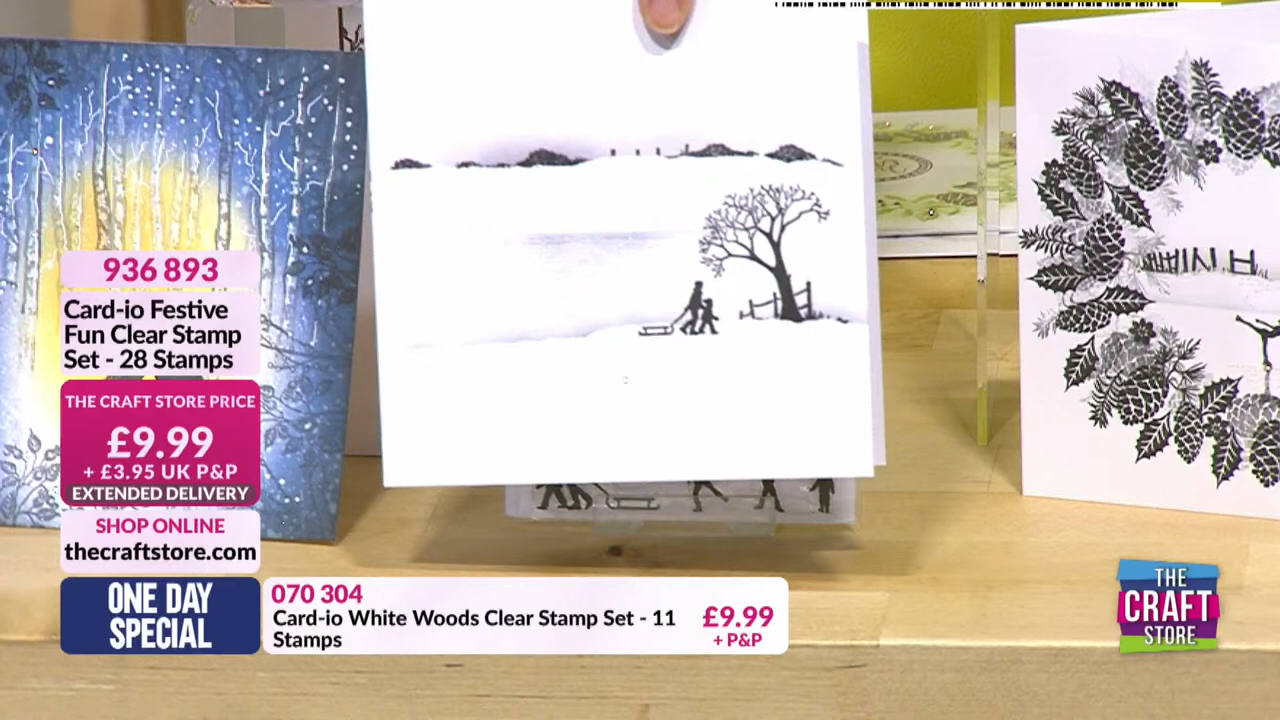 936 893
Card-io Festive
Fun Clear Stamp
Set - 28 Stamps
THE CRAFT STORE PRICE
£9.99
+ £3.95 UK P&P
EXTENDED DELIVERY
SHOP ONLINE
thecraftstore.com
ONE DAY
SPECIAL
070 304
Card-io White Woods Clear Stamp Set - 11
Stamps
£9.99
+ P&P
THE
CRAFT
STORE